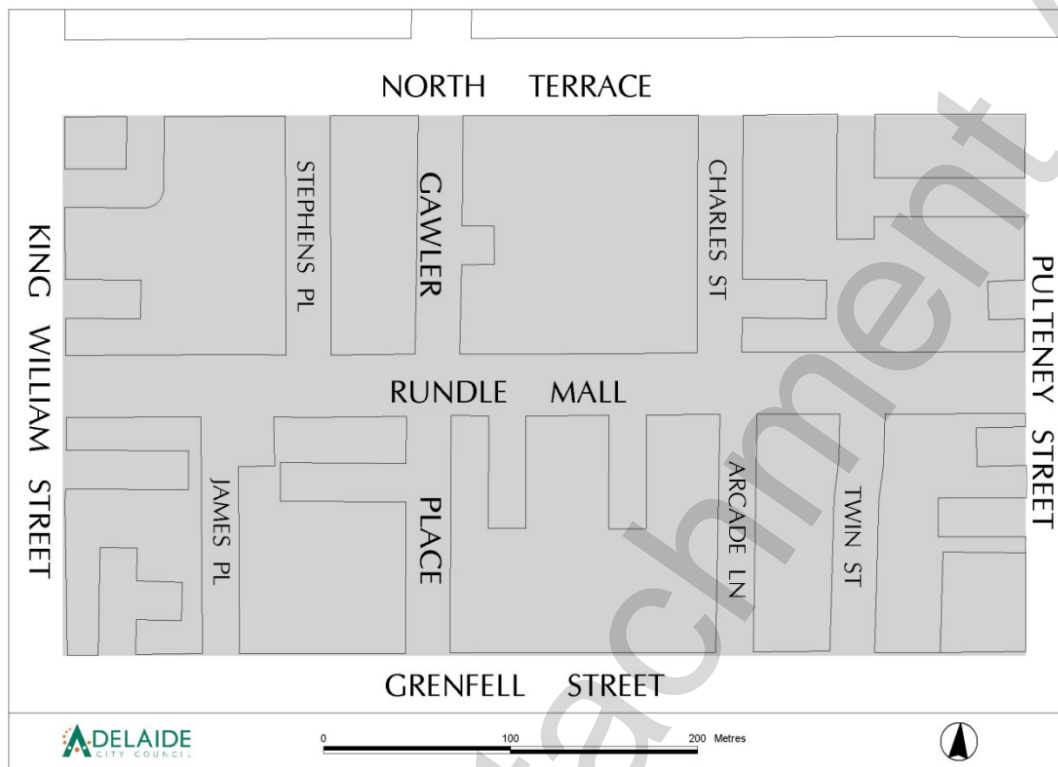 NORTH TERRACE
STEPHENS PL
GAWLER
CHARLES ST
KING WILLIAM STREET
PULTENEY STREET
RUNDLE MALL
JAMES PL
PLACE
ARCADE LN
TWIN ST
GRENFELL STREET
ADELAIDE
CITY COUNCIL
0 100 200 Metres